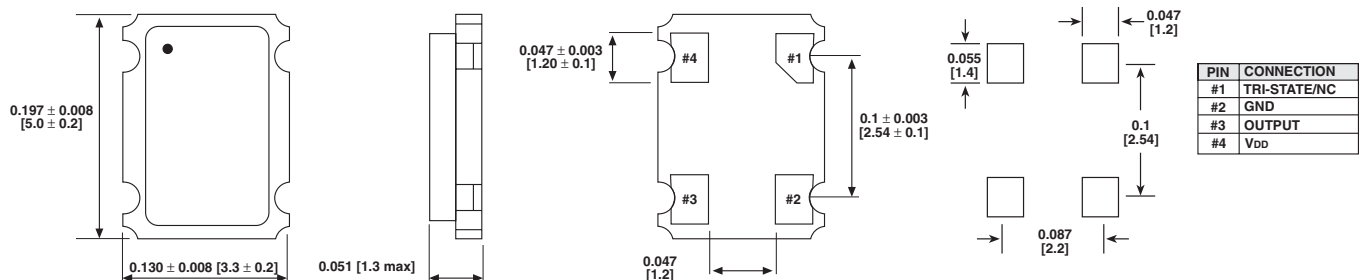 0.197 ± 0.008
[5.0 ± 0.2]
0.130 ± 0.008 [3.3 ± 0.2]
0.051 [1.3 max]
0.047 ± 0.003
[1.20 ± 0.1]
#4
#1
#3
#2
0.1 ± 0.003
[2.54 ± 0.1]
0.047
[1.2]
0.047
[1.2]
0.055
[1.4]
0.1
[2.54]
0.087
[2.2]
PIN CONNECTION
#1 TRI-STATE/NC
#2 GND
#3 OUTPUT
#4 VDD